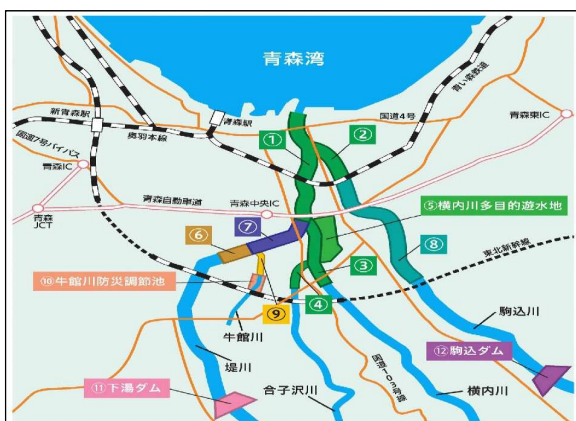 青森湾
青い森鉄道
新青森駅
青森駅
国道4号
青森東IC
奥羽本線
国道7号バイパス
青森IC
①
②
青森自動車道
青森中央IC
⑤横内川多目的遊水地
青森
JCT
⑦
⑥
⑧
東北新幹線
⑩牛館川防災調節池
③
④
⑨
牛館川
駒込川
堤川
国道103号線
⑫駒込ダム
⑪下湯ダム
合子沢川
横内川